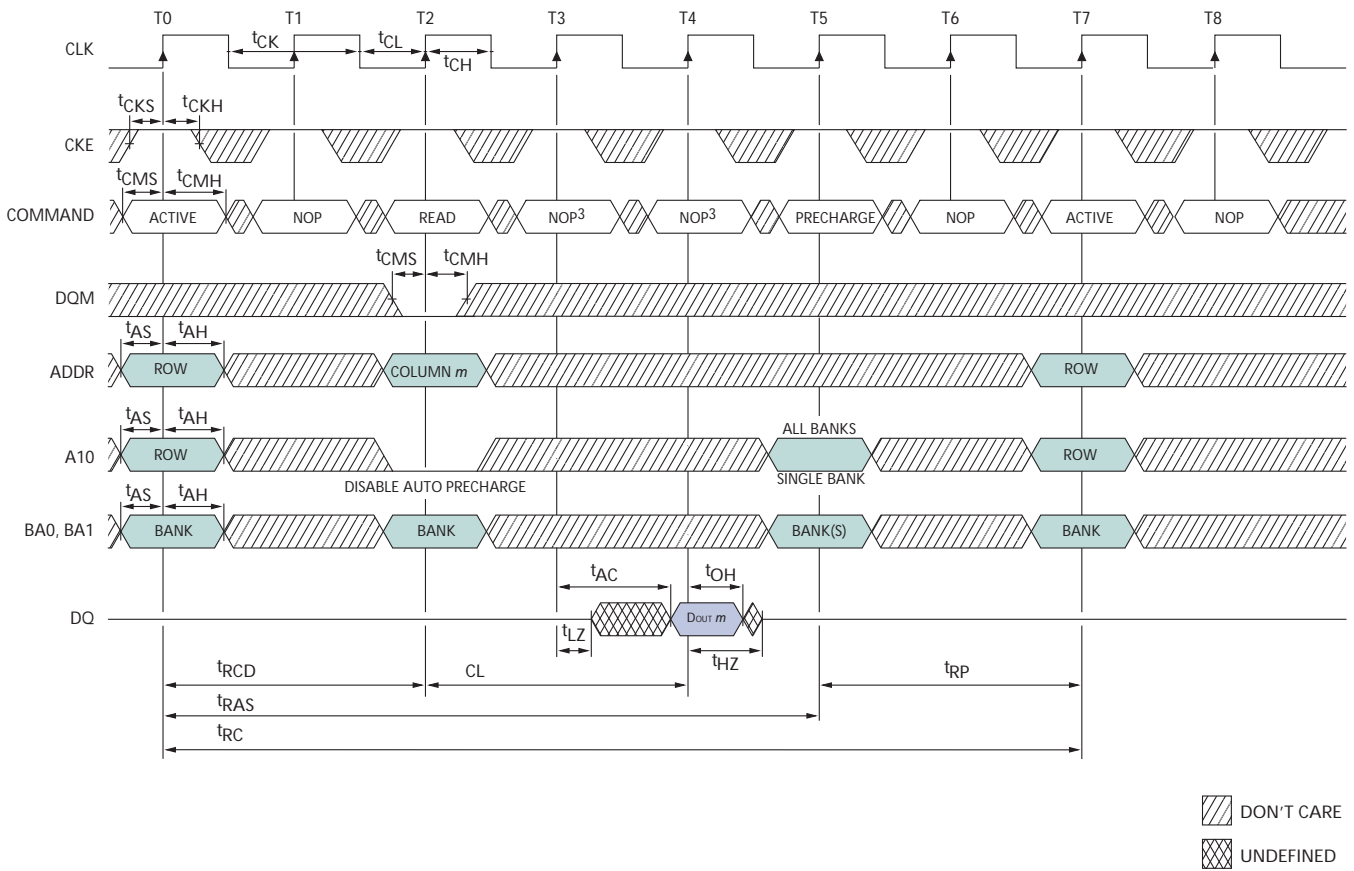 T0 T1 T2 T3 T4 T5 T6 T7 T8
CLK
tCK tCL
tCH
tCKS tCKH
CKE
tCMS tCMH
COMMAND ACTIVE NOP READ NOP3 NOP3 PRECHARGE NOP ACTIVE NOP
tCMS tCMH
DQM
tAS tAH
ADDR ROW COLUMN m ROW
tAS tAH ALL BANKS
A10 ROW ROW
DISABLE AUTO PRECHARGE SINGLE BANK
tAS tAH
BA0, BA1 BANK BANK BANK(S) BANK
tAC tOH
DQ DOUT m
tLZ tHZ
tRCD CL tRP
tRAS
tRC
DON'T CARE
UNDEFINED